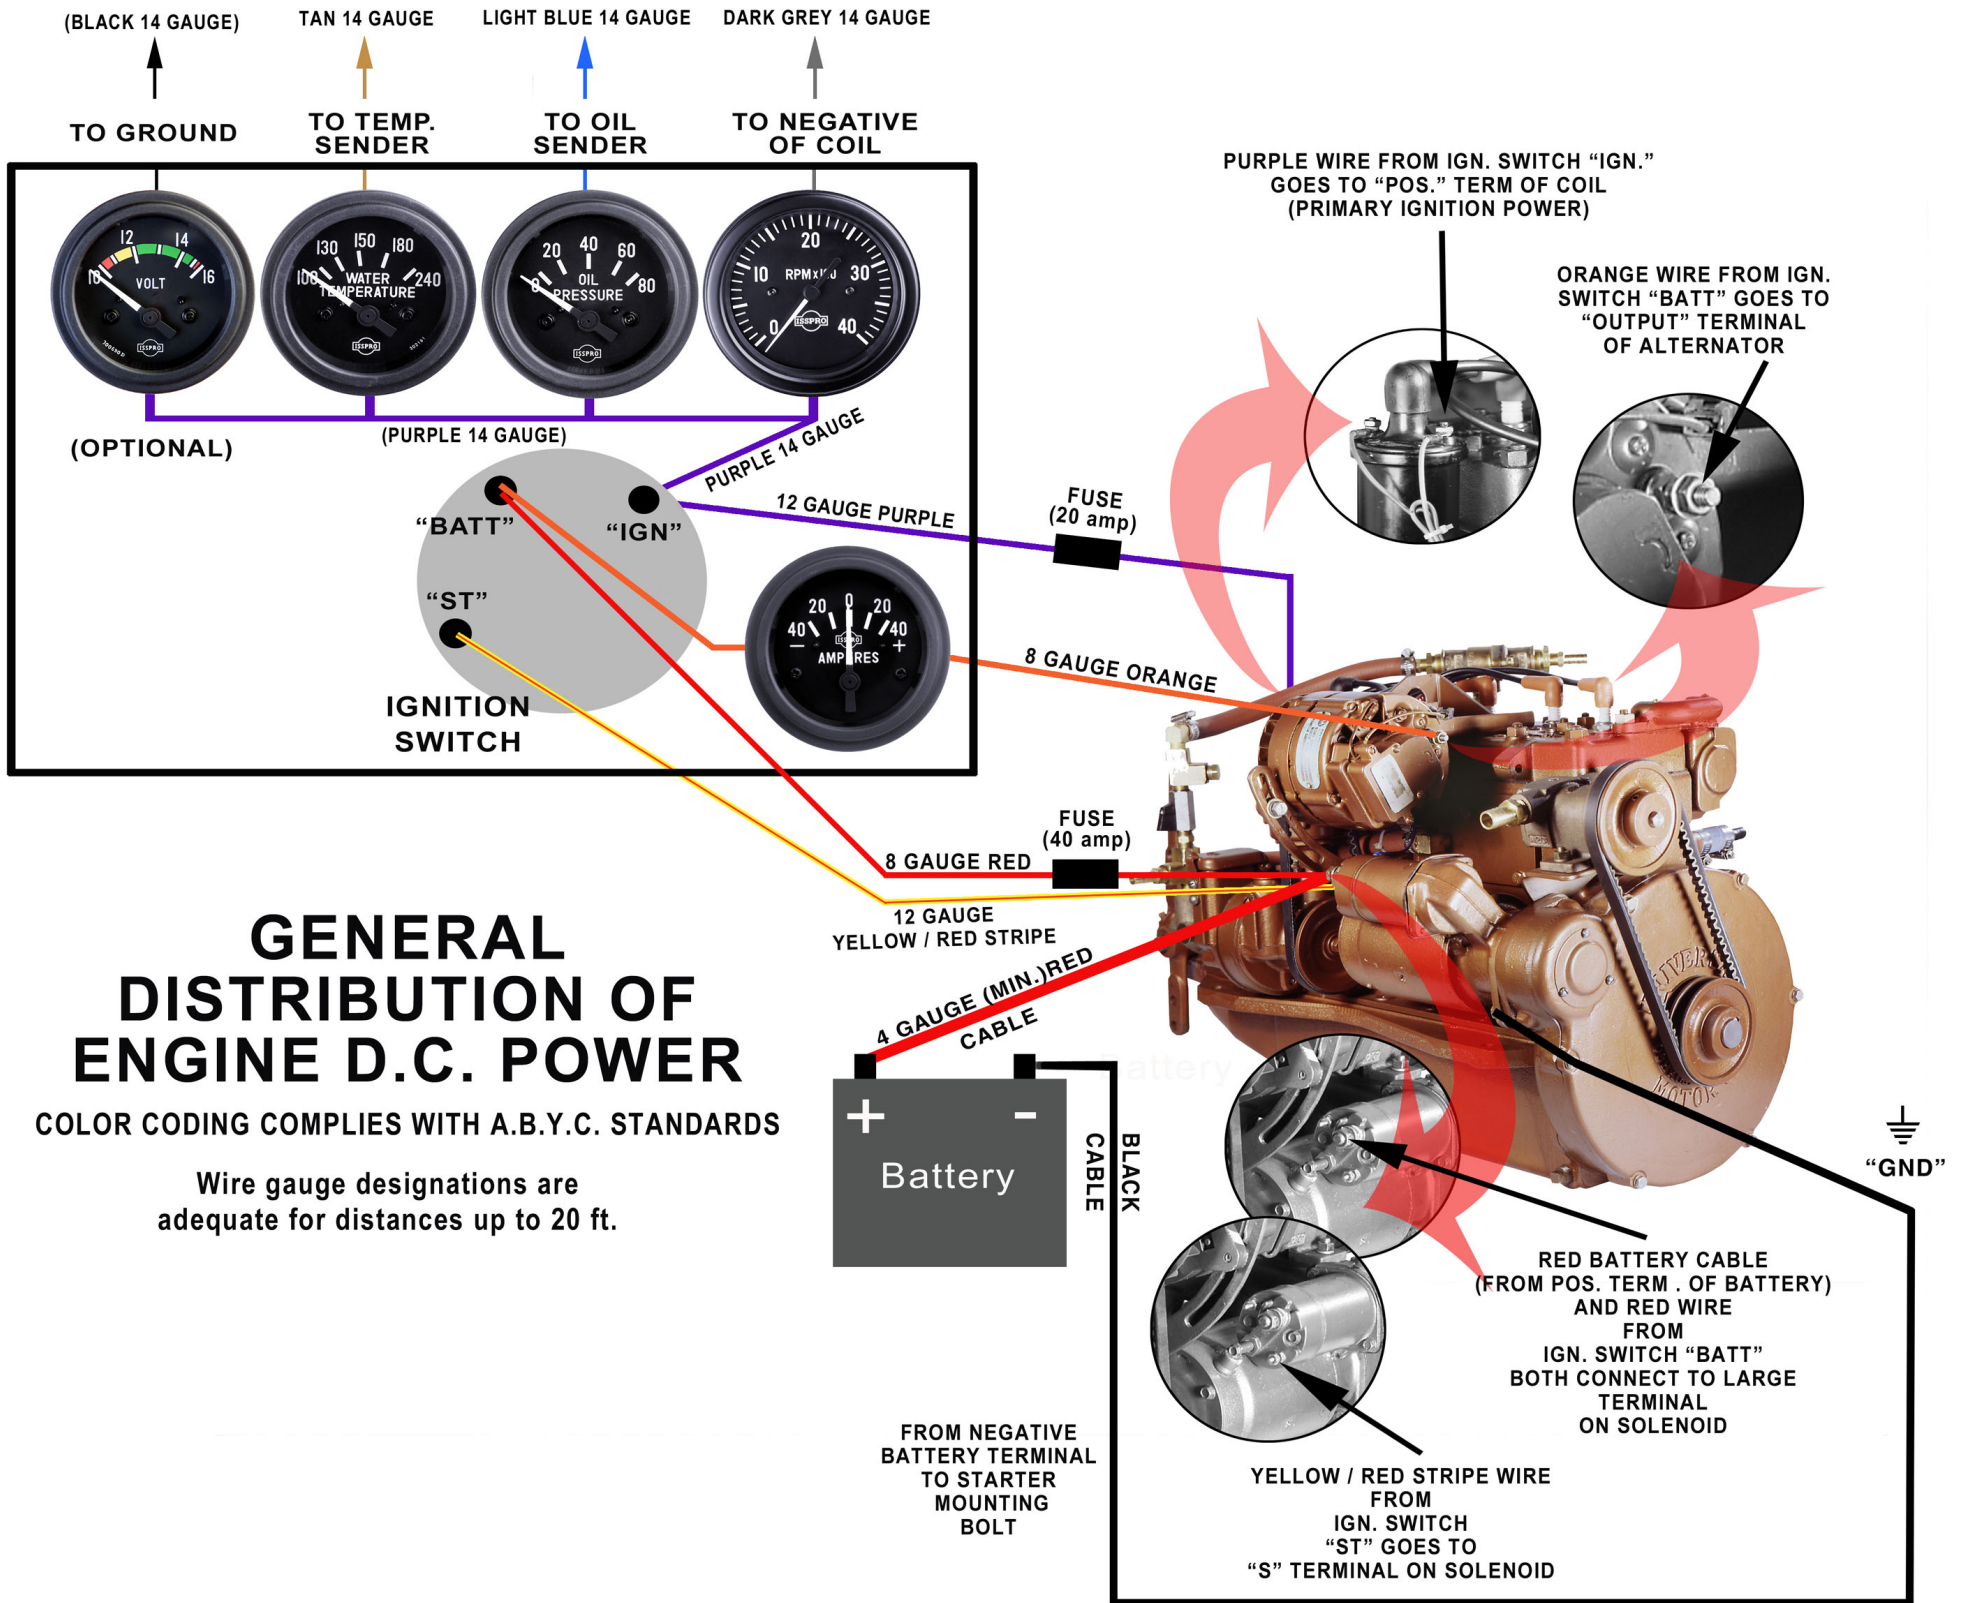 (BLACK 14 GAUGE)
TAN 14 GAUGE
LIGHT BLUE 14 GAUGE
DARK GREY 14 GAUGE
TO GROUND
TO TEMP.
SENDER
TO OIL
SENDER
TO NEGATIVE
OF COIL
10 12 14 16
VOLT
ISSPRO
100 130 150 180 240
WATER
TEMPERATURE
ISSPRO
0 20 40 60 80
OIL
PRESSURE
ISSPRO
0 10 20 30 40
RPM x 100
ISSPRO
(OPTIONAL)
(PURPLE 14 GAUGE)
PURPLE 14 GAUGE
12 GAUGE PURPLE
FUSE
(20 amp)
“BATT”
“IGN”
“ST”
IGNITION
SWITCH
40 20 0 20 40
− +
ISSPRO
AMPERES
8 GAUGE ORANGE
PURPLE WIRE FROM IGN. SWITCH “IGN.”
GOES TO “POS.” TERM OF COIL
(PRIMARY IGNITION POWER)
ORANGE WIRE FROM IGN.
SWITCH “BATT” GOES TO
“OUTPUT” TERMINAL
OF ALTERNATOR
FUSE
(40 amp)
8 GAUGE RED
12 GAUGE
YELLOW / RED STRIPE
4 GAUGE (MIN.)RED
CABLE
GENERAL
DISTRIBUTION OF
ENGINE D.C. POWER
COLOR CODING COMPLIES WITH A.B.Y.C. STANDARDS
Wire gauge designations are
adequate for distances up to 20 ft.
+ -
Battery
Battery
BLACK
CABLE
MOTOR
“GND”
RED BATTERY CABLE
(FROM POS. TERM . OF BATTERY)
AND RED WIRE
FROM
IGN. SWITCH “BATT”
BOTH CONNECT TO LARGE
TERMINAL
ON SOLENOID
FROM NEGATIVE
BATTERY TERMINAL
TO STARTER
MOUNTING
BOLT
YELLOW / RED STRIPE WIRE
FROM
IGN. SWITCH
“ST” GOES TO
“S” TERMINAL ON SOLENOID